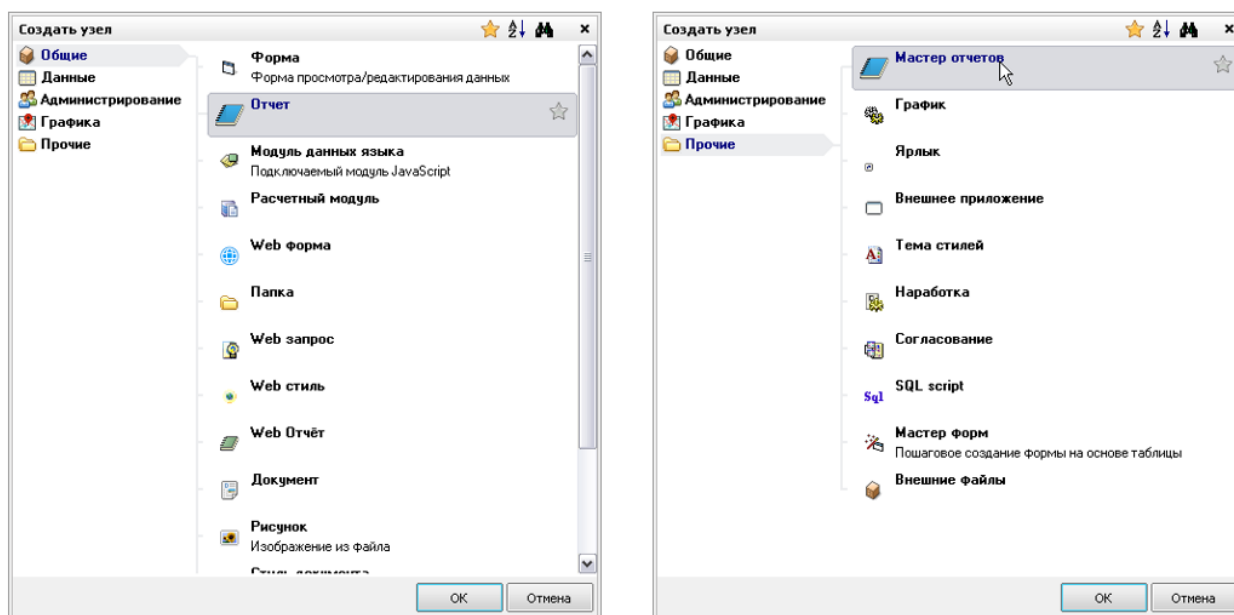 Создать узел
Общие
Данные
Администрирование
Графика
Прочие
Форма
Форма просмотра/редактирования данных
Отчет
Модуль данных языка
Подключаемый модуль JavaScript
Расчетный модуль
Web форма
Папка
Web запрос
Web стиль
Web Отчёт
Документ
Рисунок
Изображение из файла
Стиль документа
OK
Отмена
Создать узел
Общие
Данные
Администрирование
Графика
Прочие
Мастер отчетов
График
Ярлык
Внешнее приложение
Тема стилей
Наработка
Согласование
SQL script
Sql
Мастер форм
Пошаговое создание формы на основе таблицы
Внешние файлы
OK
Отмена